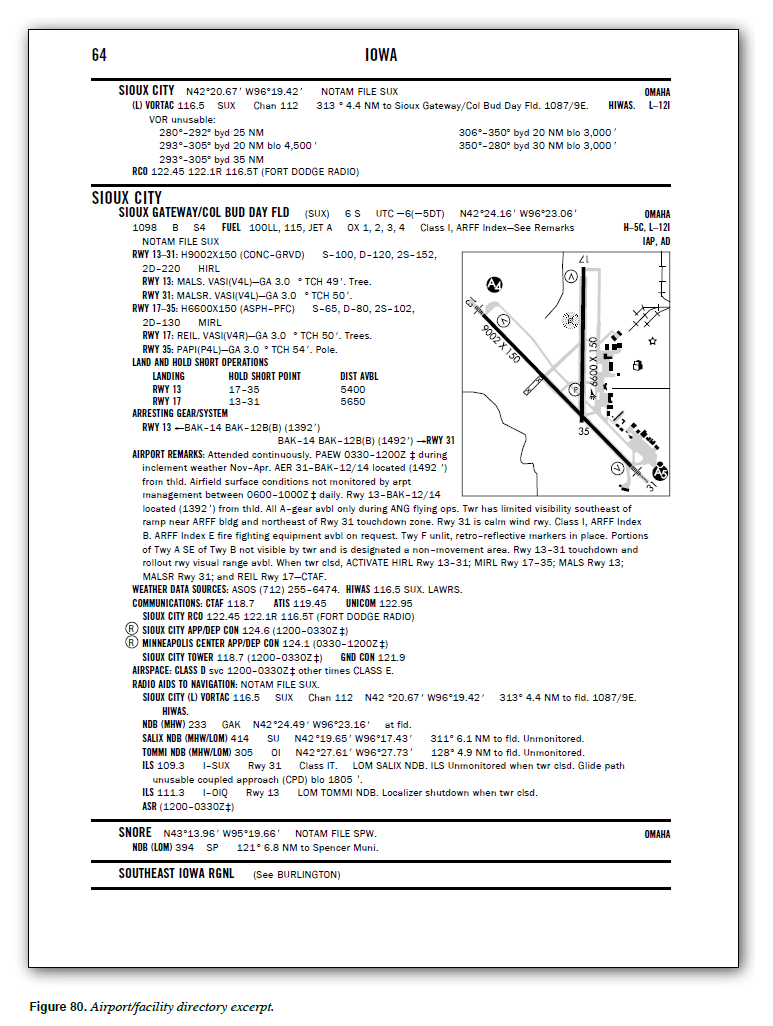 64
IOWA
SIOUX CITY N42°20.67′ W96°19.42′ NOTAM FILE SUX OMAHA
(L) VORTAC 116.5 SUX Chan 112 313 ° 4.4 NM to Sioux Gateway/Col Bud Day Fld. 1087/9E. HIWAS. L–12I
VOR unusable:
280°–292° byd 25 NM 306°–350° byd 20 NM blo 3,000 ′
293°–305° byd 20 NM blo 4,500 ′ 350°–280° byd 30 NM blo 3,000 ′
293°–305° byd 35 NM
RCO 122.45 122.1R 116.5T (FORT DODGE RADIO)
SIOUX CITY
SIOUX GATEWAY/COL BUD DAY FLD (SUX) 6 S UTC –6(–5DT) N42°24.16′ W96°23.06′ OMAHA
1098 B S4 FUEL 100LL, 115, JET A OX 1, 2, 3, 4 Class I, ARFF Index—See Remarks H–5C, L–12I
NOTAM FILE SUX IAP, AD
RWY 13–31: H9002X150 (CONC–GRVD) S–100, D–120, 2S–152,
2D–220 HIRL
RWY 13: MALS. VASI(V4L)—GA 3.0 ° TCH 49′. Tree.
RWY 31: MALSR. VASI(V4L)—GA 3.0 ° TCH 50′.
RWY 17–35: H6600X150 (ASPH–PFC) S–65, D–80, 2S–102,
2D–130 MIRL
RWY 17: REIL. VASI(V4R)—GA 3.0 ° TCH 50′. Trees.
RWY 35: PAPI(P4L)—GA 3.0 ° TCH 54′. Pole.
LAND AND HOLD SHORT OPERATIONS
LANDING HOLD SHORT POINT DIST AVBL
RWY 13 17–35 5400
RWY 17 13–31 5650
ARRESTING GEAR/SYSTEM
RWY 13 ←BAK–14 BAK–12B(B) (1392′)
BAK–14 BAK–12B(B) (1492′) →RWY 31
AIRPORT REMARKS: Attended continuously. PAEW 0330–1200Z ‡ during
inclement weather Nov–Apr. AER 31–BAK–12/14 located (1492 ′)
from thld. Airfield surface conditions not monitored by arpt
management between 0600–1000Z‡ daily. Rwy 13–BAK–12/14
located (1392 ′) from thld. All A–gear avbl only during ANG flying ops. Twr has limited visibility southeast of
ramp near ARFF bldg and northeast of Rwy 31 touchdown zone. Rwy 31 is calm wind rwy. Class I, ARFF Index
B. ARFF Index E fire fighting equipment avbl on request. Twy F unlit, retro–reflective markers in place. Portions
of Twy A SE of Twy B not visible by twr and is designated a non–movement area. Rwy 13–31 touchdown and
rollout rwy visual range avbl. When twr clsd, ACTIVATE HIRL Rwy 13–31; MIRL Rwy 17–35; MALS Rwy 13;
MALSR Rwy 31; and REIL Rwy 17—CTAF.
WEATHER DATA SOURCES: ASOS (712) 255–6474. HIWAS 116.5 SUX. LAWRS.
COMMUNICATIONS: CTAF 118.7 ATIS 119.45 UNICOM 122.95
SIOUX CITY RCO 122.45 122.1R 116.5T (FORT DODGE RADIO)
Ⓡ SIOUX CITY APP/DEP CON 124.6 (1200–0330Z‡)
Ⓡ MINNEAPOLIS CENTER APP/DEP CON 124.1 (0330–1200Z‡)
SIOUX CITY TOWER 118.7 (1200–0330Z‡) GND CON 121.9
AIRSPACE: CLASS D svc 1200–0330Z‡ other times CLASS E.
RADIO AIDS TO NAVIGATION: NOTAM FILE SUX.
SIOUX CITY (L) VORTAC 116.5 SUX Chan 112 N42 °20.67′ W96°19.42′ 313° 4.4 NM to fld. 1087/9E.
HIWAS.
NDB (MHW) 233 GAK N42°24.49′ W96°23.16′ at fld.
SALIX NDB (MHW/LOM) 414 SU N42°19.65′ W96°17.43′ 311° 6.1 NM to fld. Unmonitored.
TOMMI NDB (MHW/LOM) 305 OI N42°27.61′ W96°27.73′ 128° 4.9 NM to fld. Unmonitored.
ILS 109.3 I–SUX Rwy 31 Class IT. LOM SALIX NDB. ILS Unmonitored when twr clsd. Glide path
unusable coupled approach (CPD) blo 1805 ′.
ILS 111.3 I–OIQ Rwy 13 LOM TOMMI NDB. Localizer shutdown when twr clsd.
ASR (1200–0330Z‡)
17
A4
V
13
V
9002 X 150
6600 X 150
P
35
V
A5
31
SNORE N43°13.96′ W95°19.66′ NOTAM FILE SPW. OMAHA
NDB (LOM) 394 SP 121° 6.8 NM to Spencer Muni.
SOUTHEAST IOWA RGNL (See BURLINGTON)
Figure 80. Airport/facility directory excerpt.